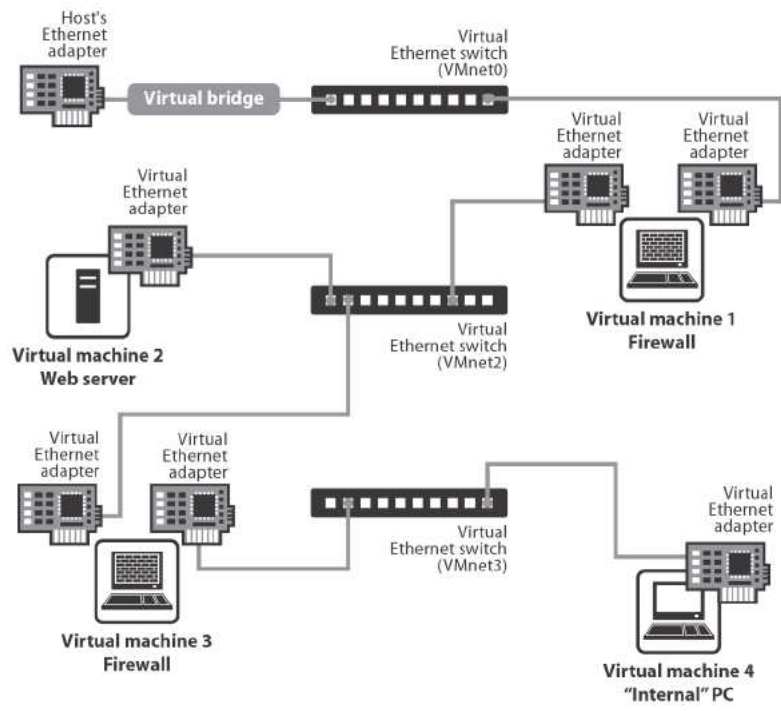 Host's
Ethernet
adapter
Virtual bridge
Virtual
Ethernet switch
(VMnet0)
Virtual
Ethernet
adapter
Virtual
Ethernet
adapter
Virtual machine 1
Firewall
Virtual
Ethernet
adapter
Virtual machine 2
Web server
Virtual
Ethernet switch
(VMnet2)
Virtual
Ethernet
adapter
Virtual
Ethernet
adapter
Virtual machine 3
Firewall
Virtual
Ethernet switch
(VMnet3)
Virtual
Ethernet
adapter
Virtual machine 4
“Internal” PC